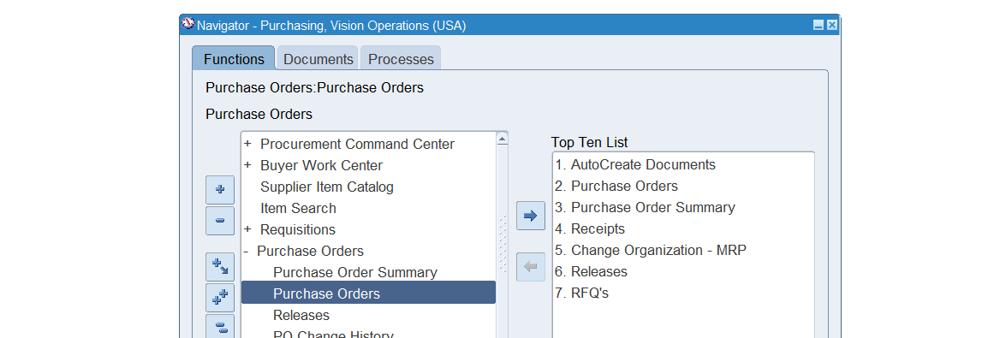 Navigator - Purchasing, Vision Operations (USA)
Functions Documents Processes
Purchase Orders:Purchase Orders
Purchase Orders
+ Procurement Command Center
+ Buyer Work Center
Supplier Item Catalog
Item Search
+ Requisitions
- Purchase Orders
Purchase Order Summary
Purchase Orders
Releases
PO Change History
Top Ten List
1. AutoCreate Documents
2. Purchase Orders
3. Purchase Order Summary
4. Receipts
5. Change Organization - MRP
6. Releases
7. RFQ's